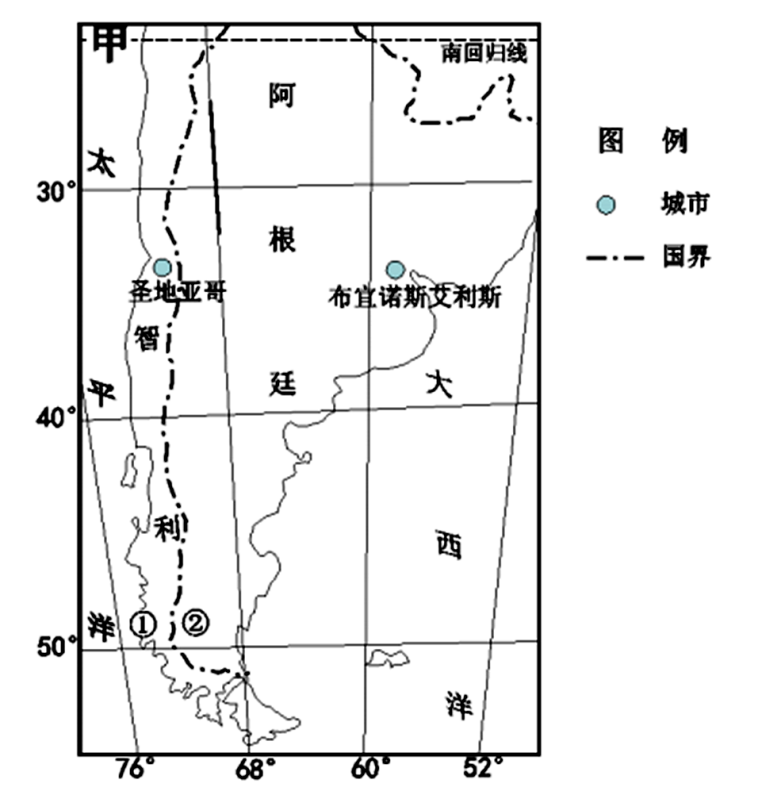 甲
南回归线
阿
根
廷
太
平
洋
30°
40°
50°
圣地亚哥
布宜诺斯艾利斯
智
利
大
西
洋
①
②
76°
68°
60°
52°
图 例
城市
国界